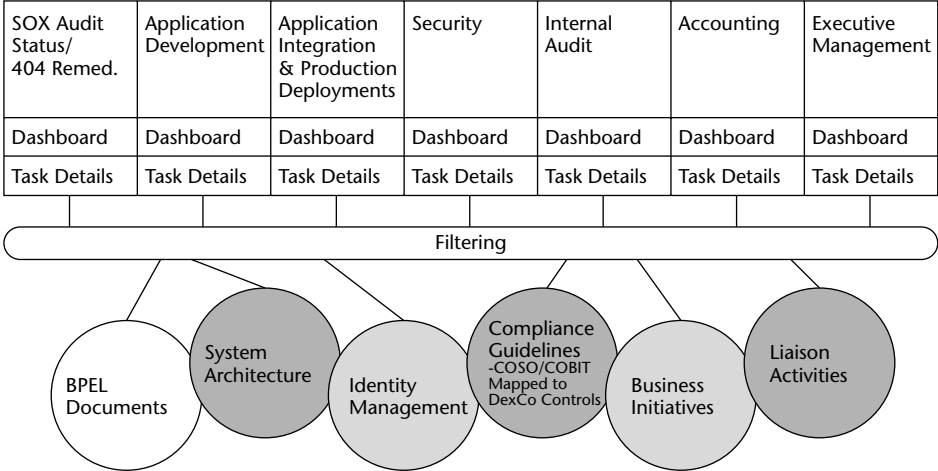 SOX Audit
Status/
404 Remed.
Application
Development
Application
Integration
& Production
Deployments
Security
Internal
Audit
Accounting
Executive
Management
Dashboard
Dashboard
Dashboard
Dashboard
Dashboard
Dashboard
Dashboard
Task Details
Task Details
Task Details
Task Details
Task Details
Task Details
Task Details
Filtering
BPEL
Documents
System
Architecture
Identity
Management
Compliance
Guidelines
-COSO/COBIT
Mapped to
DexCo Controls
Business
Initiatives
Liaison
Activities